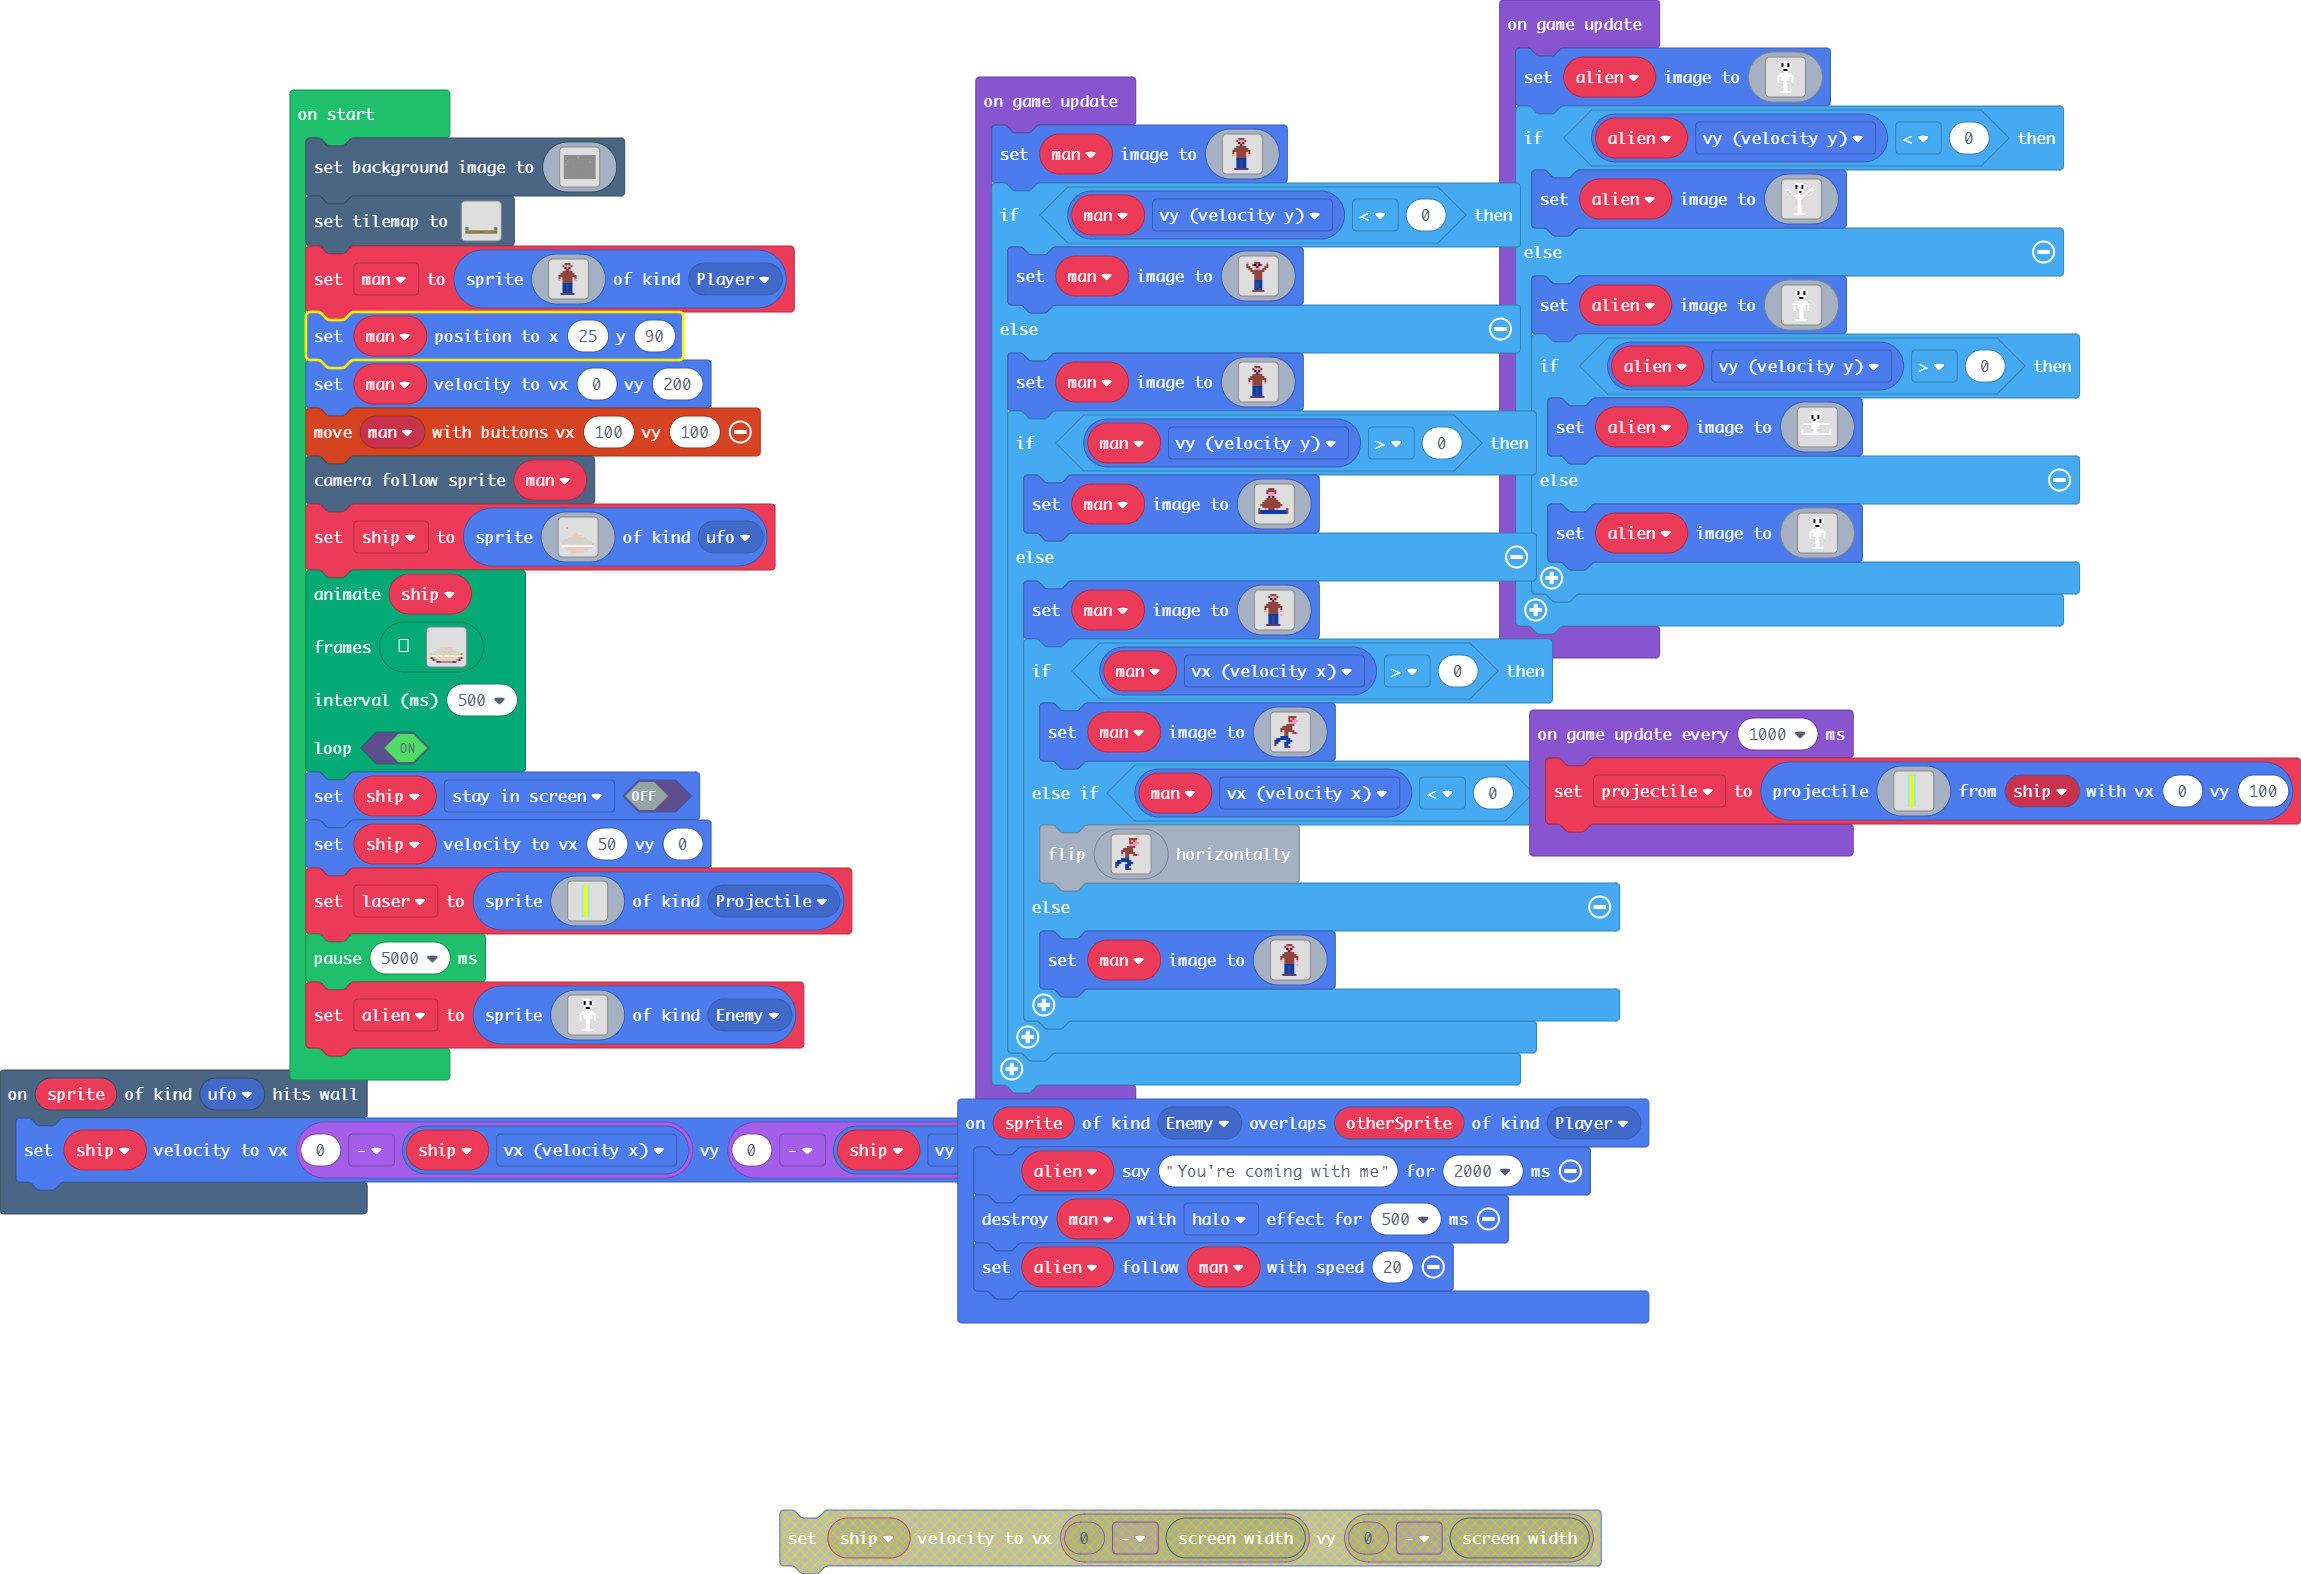 on start
set background image to
set tilemap to
set man to sprite of kind Player
set man position to x 25 y 90
set man velocity to vx 0 vy 200
move man with buttons vx 100 vy 100
camera follow sprite man
set ship to sprite of kind ufo
animate ship
frames
interval (ms) 500
loop ON
set ship stay in screen OFF
set ship velocity to vx 50 vy 0
set laser to sprite of kind Projectile
pause 5000 ms
set alien to sprite of kind Enemy
on sprite of kind ufo hits wall
set ship velocity to vx 0 - ship vx (velocity x) vy 0 - ship vy
on game update
set man image to
if man vy (velocity y) < 0 then
set man image to
else
set man image to
if man vy (velocity y) > 0 then
set man image to
else
set man image to
if man vx (velocity x) > 0 then
set man image to
else if man vx (velocity x) < 0
flip horizontally
else
set man image to
on game update
set alien image to
if alien vy (velocity y) < 0 then
set alien image to
else
set alien image to
if alien vy (velocity y) > 0 then
set alien image to
else
set alien image to
on game update every 1000 ms
set projectile to projectile from ship with vx 0 vy 100
on sprite of kind Enemy overlaps otherSprite of kind Player
alien say "You're coming with me" for 2000 ms
destroy man with halo effect for 500 ms
set alien follow man with speed 20
set ship velocity to vx 0 - screen width vy 0 - screen width